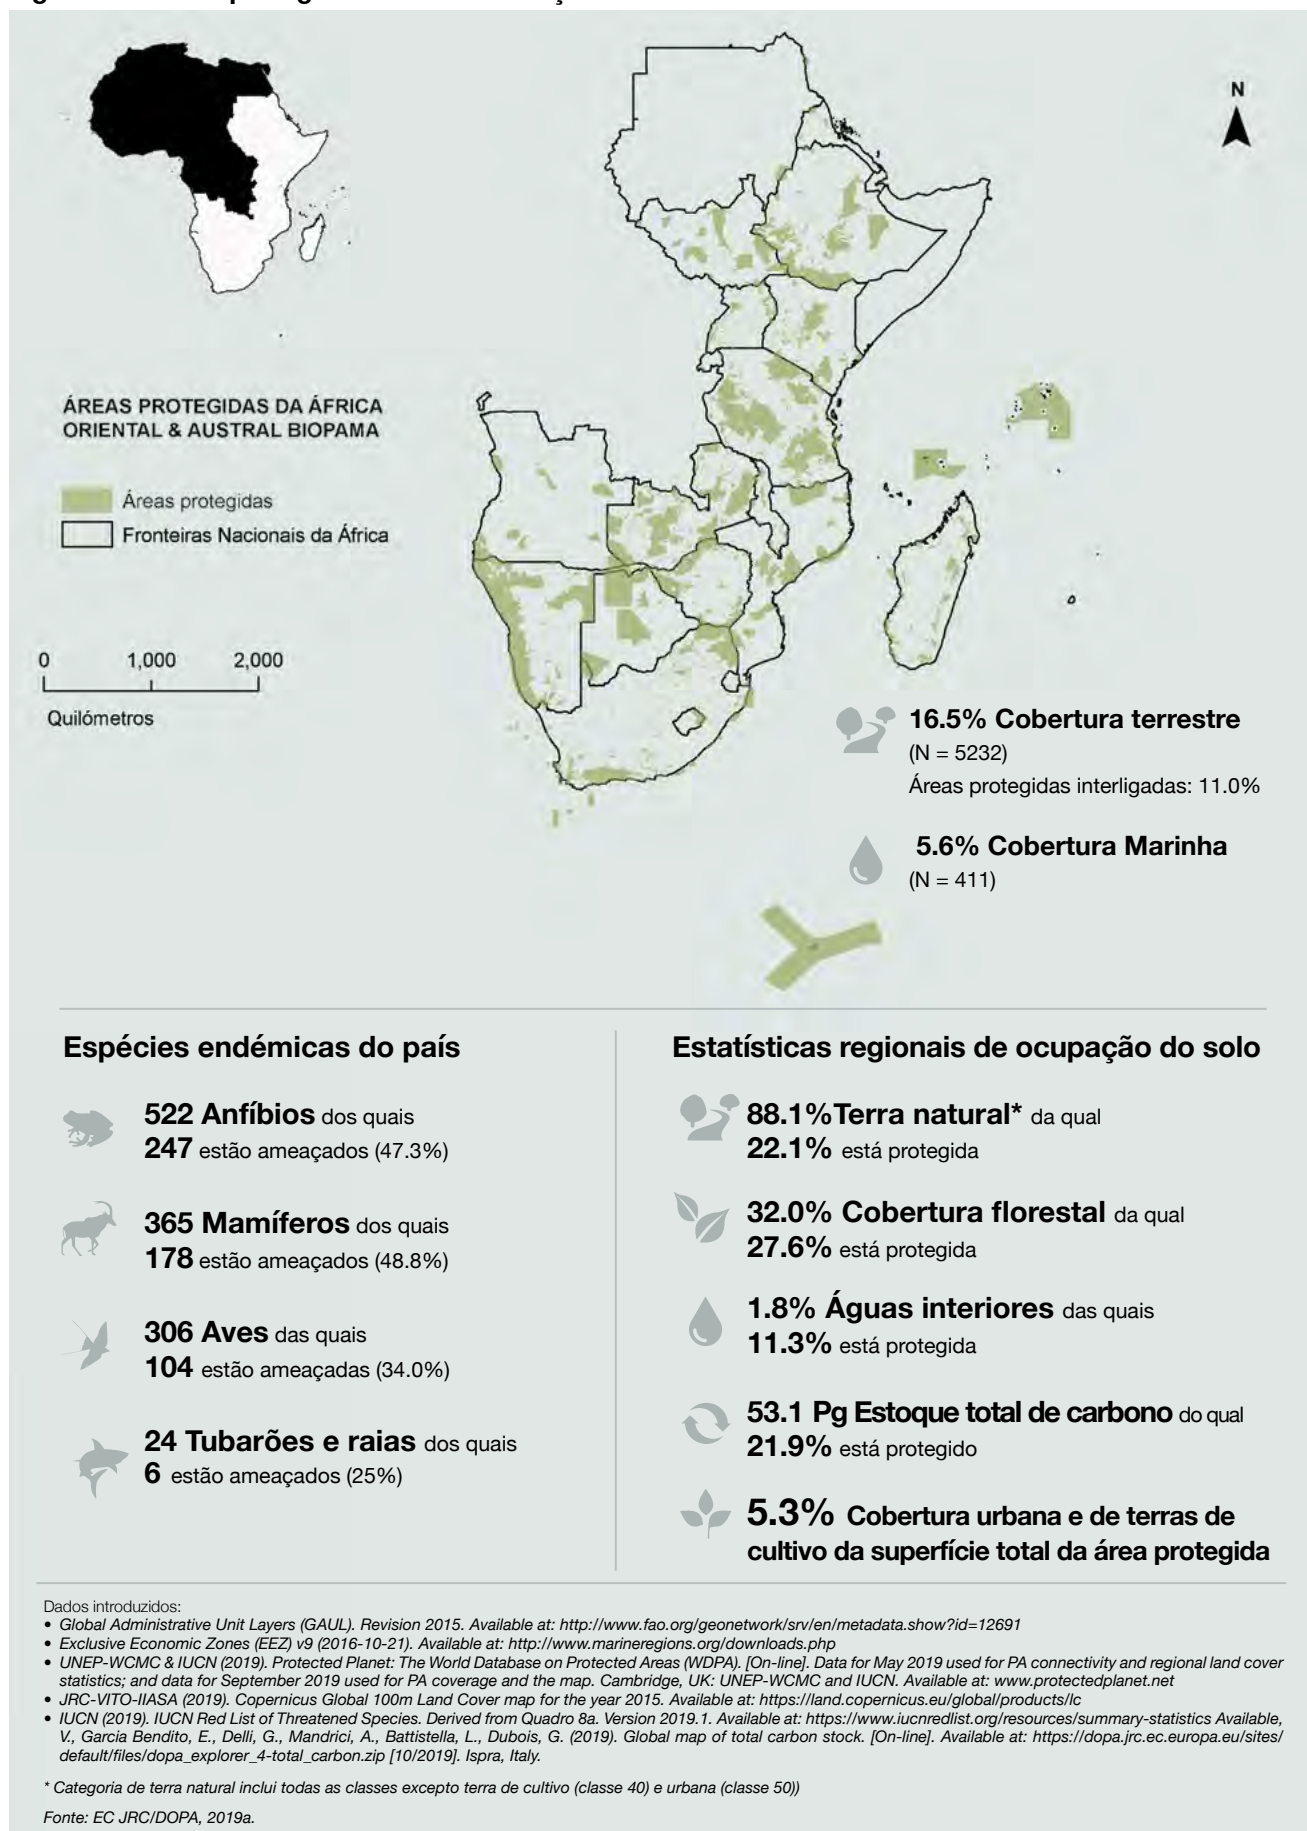 N
ÁREAS PROTEGIDAS DA ÁFRICA
ORIENTAL & AUSTRAL BIOPAMA
Áreas protegidas
Fronteiras Nacionais da África
0 1,000 2,000
Quilómetros
16.5% Cobertura terrestre
(N = 5232)
Áreas protegidas interligadas: 11.0%
5.6% Cobertura Marinha
(N = 411)
Espécies endémicas do país
522 Anfíbios dos quais
247 estão ameaçados (47.3%)
365 Mamíferos dos quais
178 estão ameaçados (48.8%)
306 Aves das quais
104 estão ameaçadas (34.0%)
24 Tubarões e raias dos quais
6 estão ameaçados (25%)
Estatísticas regionais de ocupação do solo
88.1%Terra natural* da qual
22.1% está protegida
32.0% Cobertura florestal da qual
27.6% está protegida
1.8% Águas interiores das quais
11.3% está protegida
53.1 Pg Estoque total de carbono do qual
21.9% está protegido
5.3% Cobertura urbana e de terras de
cultivo da superfície total da área protegida
Dados introduzidos:
• Global Administrative Unit Layers (GAUL). Revision 2015. Available at: http://www.fao.org/geonetwork/srv/en/metadata.show?id=12691
• Exclusive Economic Zones (EEZ) v9 (2016-10-21). Available at: http://www.marineregions.org/downloads.php
• UNEP-WCMC & IUCN (2019). Protected Planet: The World Database on Protected Areas (WDPA). [On-line]. Data for May 2019 used for PA connectivity and regional land cover
statistics; and data for September 2019 used for PA coverage and the map. Cambridge, UK: UNEP-WCMC and IUCN. Available at: www.protectedplanet.net
• JRC-VITO-IIASA (2019). Copernicus Global 100m Land Cover map for the year 2015. Available at: https://land.copernicus.eu/global/products/lc
• IUCN (2019). IUCN Red List of Threatened Species. Derived from Quadro 8a. Version 2019.1. Available at: https://www.iucnredlist.org/resources/summary-statistics Available,
V., Garcia Bendito, E., Delli, G., Mandrici, A., Battistella, L., Dubois, G. (2019). Global map of total carbon stock. [On-line]. Available at: https://dopa.jrc.ec.europa.eu/sites/
default/files/dopa_explorer_4-total_carbon.zip [10/2019]. Ispra, Italy.
* Categoria de terra natural inclui todas as classes excepto terra de cultivo (classe 40) e urbana (classe 50))
Fonte: EC JRC/DOPA, 2019a.